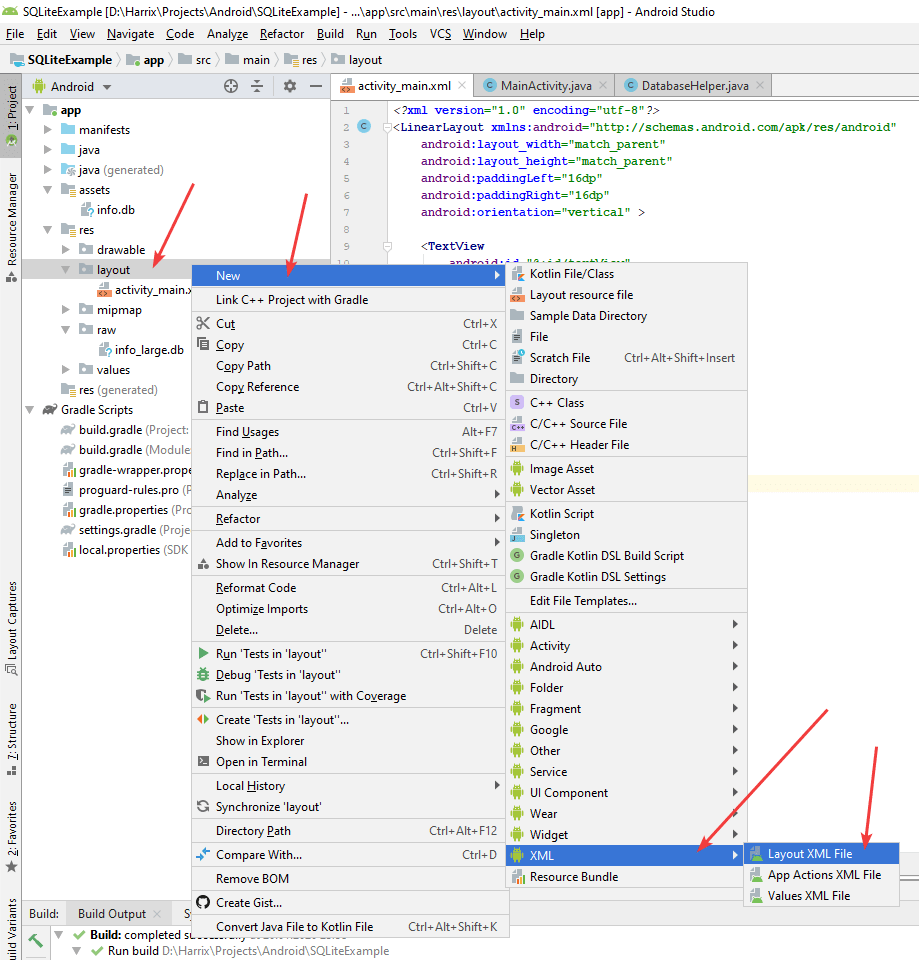 SQLiteExample [D:\Harrix\Projects\Android\SQLiteExample] - ...\app\src\main\res\layout\activity_main.xml [app] - Android Studio
File Edit View Navigate Code Analyze Refactor Build Run Tools VCS Window Help
SQLiteExample app src main res layout
1: Project
Resource Manager
Layout Captures
7: Structure
2: Favorites
Build Variants
Android
app
manifests
java
java (generated)
assets
info.db
res
drawable
layout
activity_main.x
mipmap
raw
info_large.db
values
res (generated)
Gradle Scripts
build.gradle (Project:
build.gradle (Module
gradle-wrapper.prope
proguard-rules.pro (P
gradle.properties (Pro
settings.gradle (Projec
local.properties (SDK
activity_main.xml MainActivity.java DatabaseHelper.java
1 <?xml version="1.0" encoding="utf-8"?>
2 <LinearLayout xmlns:android="http://schemas.android.com/apk/res/android"
3 android:layout_width="match_parent"
4 android:layout_height="match_parent"
5 android:paddingLeft="16dp"
6 android:paddingRight="16dp"
7 android:orientation="vertical" >
8
9 <TextView
10 android:id="@+id/textView"
New
Link C++ Project with Gradle
Cut Ctrl+X
Copy Ctrl+C
Copy Path Ctrl+Shift+C
Copy Reference Ctrl+Alt+Shift+C
Paste Ctrl+V
Find Usages Alt+F7
Find in Path... Ctrl+Shift+F
Replace in Path... Ctrl+Shift+R
Analyze
Refactor
Add to Favorites
Show In Resource Manager Ctrl+Shift+T
Reformat Code Ctrl+Alt+L
Optimize Imports Ctrl+Alt+O
Delete... Delete
Run 'Tests in 'layout'' Ctrl+Shift+F10
Debug 'Tests in 'layout''
Run 'Tests in 'layout'' with Coverage
Create 'Tests in 'layout''...
Show in Explorer
Open in Terminal
Local History
Synchronize 'layout'
Directory Path Ctrl+Alt+F12
Compare With... Ctrl+D
Remove BOM
Create Gist...
Convert Java File to Kotlin File Ctrl+Alt+Shift+K
Kotlin File/Class
Layout resource file
Sample Data Directory
File
Scratch File Ctrl+Alt+Shift+Insert
Directory
C++ Class
C/C++ Source File
C/C++ Header File
Image Asset
Vector Asset
Kotlin Script
Singleton
Gradle Kotlin DSL Build Script
Gradle Kotlin DSL Settings
Edit File Templates...
AIDL
Activity
Android Auto
Folder
Fragment
Google
Other
Service
UI Component
Wear
Widget
XML
Resource Bundle
Layout XML File
App Actions XML File
Values XML File
Build: Build Output
Build: completed successfully
Run build D:\Harrix\Projects\Android\SQLiteExample